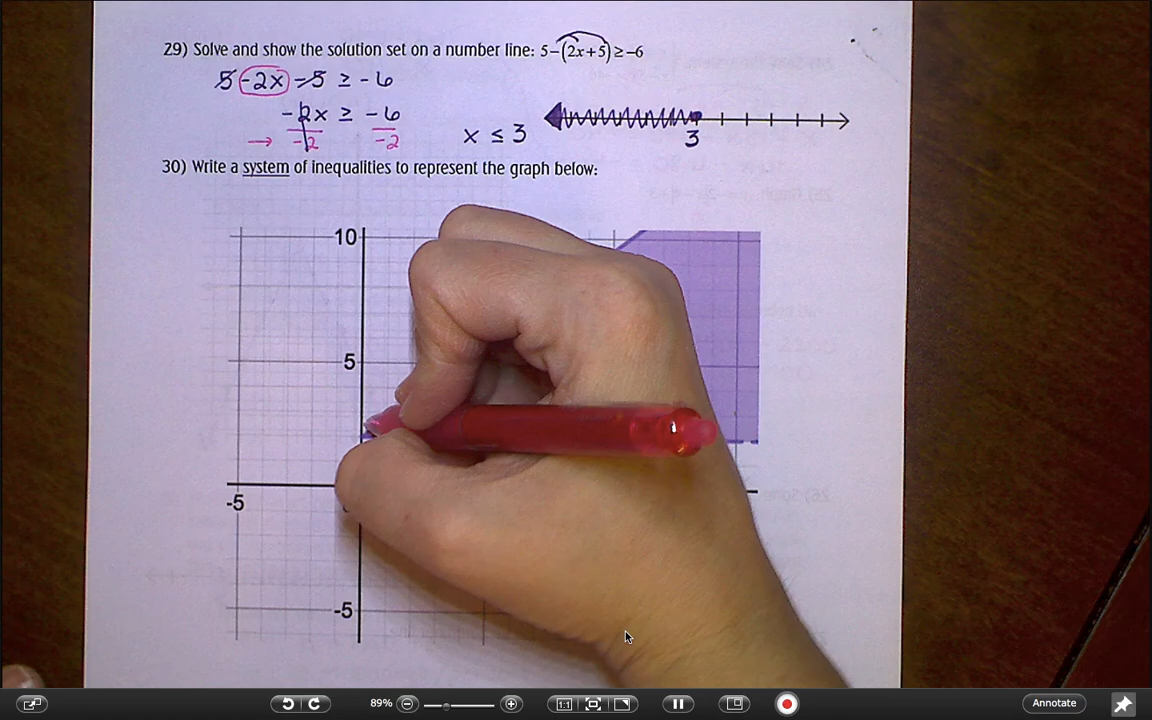 29) Solve and show the solution set on a number line: 5−(2x+5)≥−6
5 -2x -5 ≥ -6
-2x ≥ -6
→ -2 -2 x ≤ 3 3
30) Write a system of inequalities to represent the graph below:
10
5
-5
-5
89% 1:1 Annotate